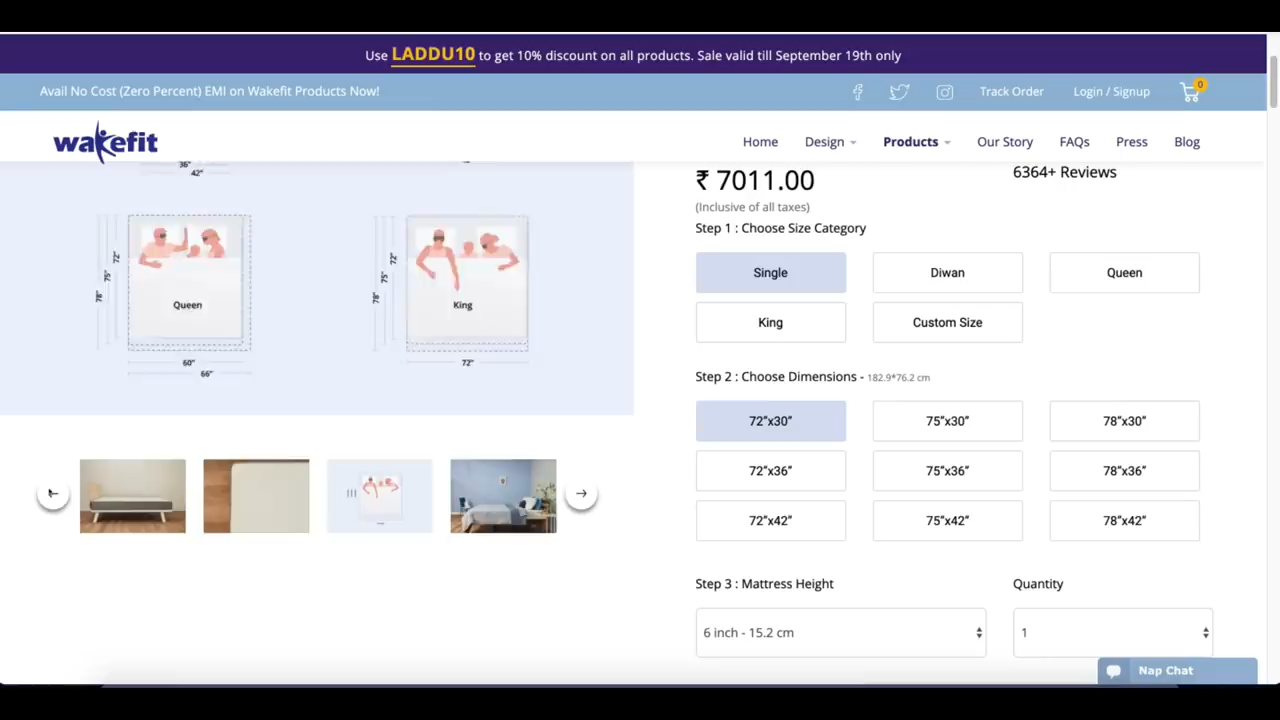 Use LADDU10 to get 10% discount on all products. Sale valid till September 19th only
Avail No Cost (Zero Percent) EMI on Wakefit Products Now!
Track Order
Login / Signup
0
wakefit
Home
Design
Products
Our Story
FAQs
Press
Blog
36"
42"
₹ 7011.00
6364+ Reviews
(Inclusive of all taxes)
Step 1 : Choose Size Category
Single
Diwan
Queen
King
Custom Size
78"
75"
72"
Queen
60"
66"
78"
75"
72"
King
72"
Step 2 : Choose Dimensions - 182.9*76.2 cm
72”x30”
75”x30”
78”x30”
72”x36”
75”x36”
78”x36”
72”x42”
75”x42”
78”x42”
Step 3 : Mattress Height
Quantity
6 inch - 15.2 cm
1
Nap Chat